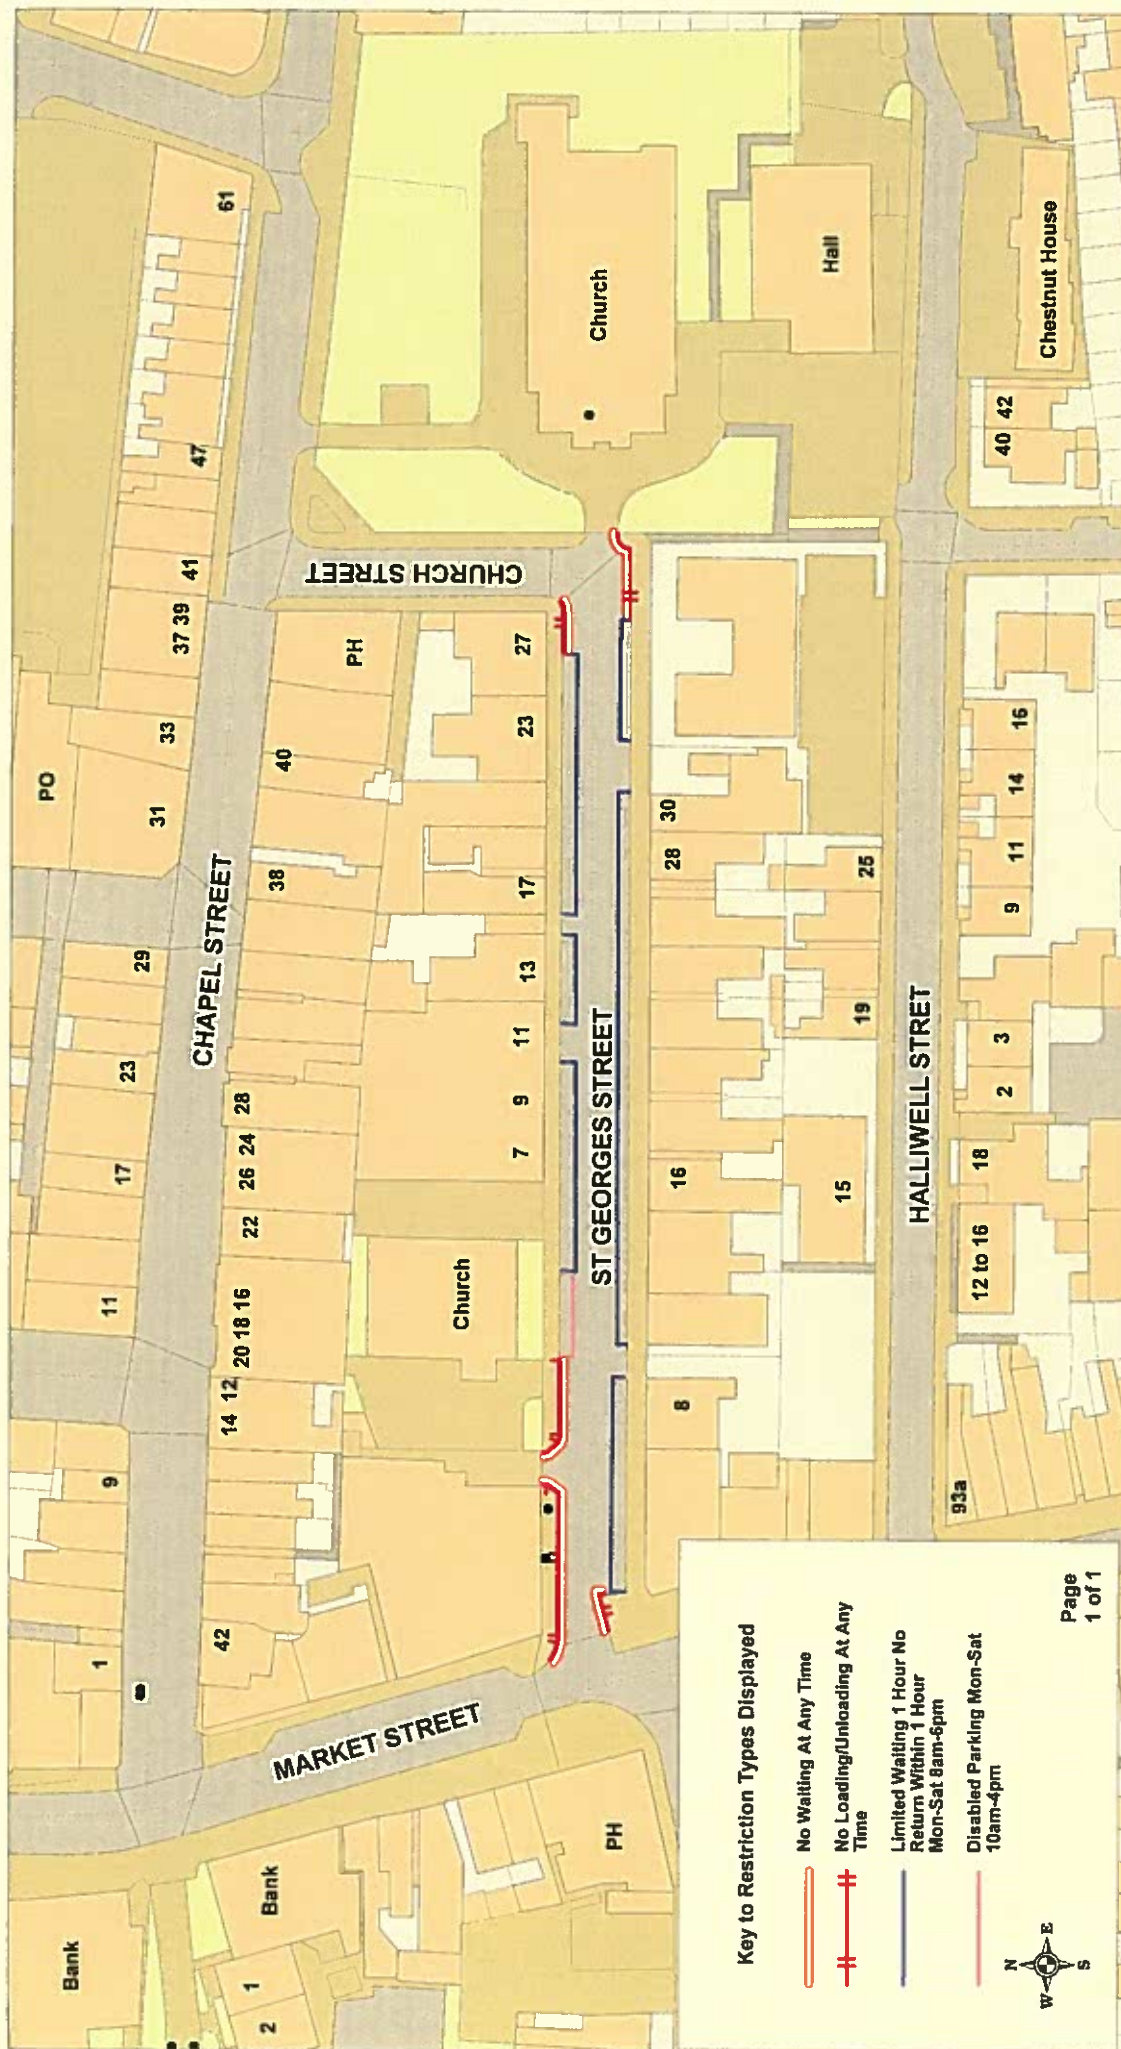 PO
Bank
1
9
11
17
23
29
31
33
37 39
41
47
61
CHAPEL STREET
42
14 12
20 18 16
22
26 24
28
38
40
PH
Bank
1
2
MARKET STREET
CHURCH STREET
Church
7
9
11
13
17
23
27
Church
ST GEORGES STREET
PH
8
16
28
30
Hall
15
19
25
HALLIWELL STRET
93a
12 to 16
18
2
3
9
11
14
16
40 42
Chestnut House
Key to Restriction Types Displayed
No Waiting At Any Time
No Loading/Unloading At Any
Time
Limited Waiting 1 Hour No
Return Within 1 Hour
Mon-Sat 8am-6pm
Disabled Parking Mon-Sat
10am-4pm
N
W
E
S
Page
1 of 1